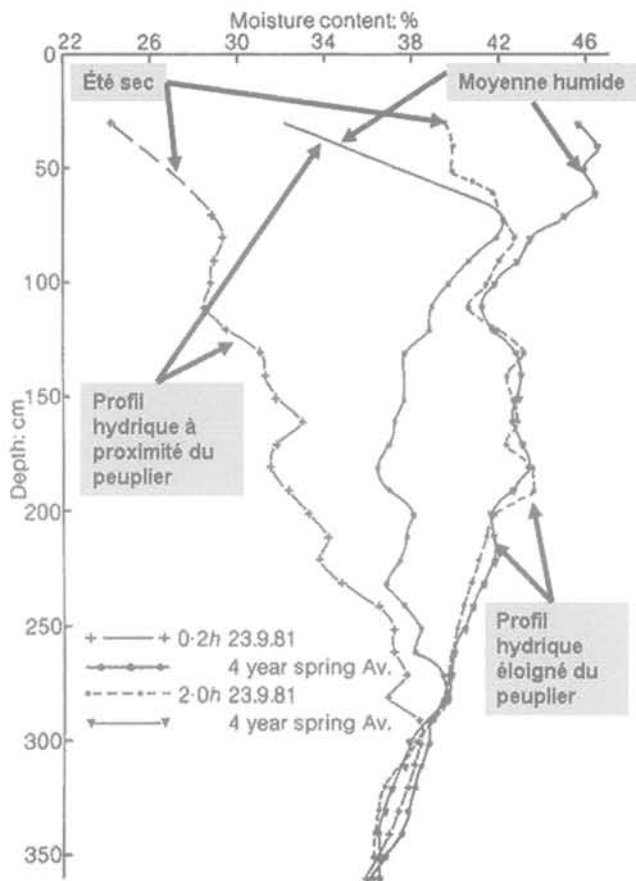 Moisture content: %
22 26 30 34 38 42 46
0
Été sec
Moyenne humide
50
100
150
Profil
hydrique à
proximité du
peuplier
Depth: cm
200
Profil
hydrique
éloigné du
peuplier
250
0·2h 23.9.81
4 year spring Av.
2·0h 23.9.81
4 year spring Av.
300
350